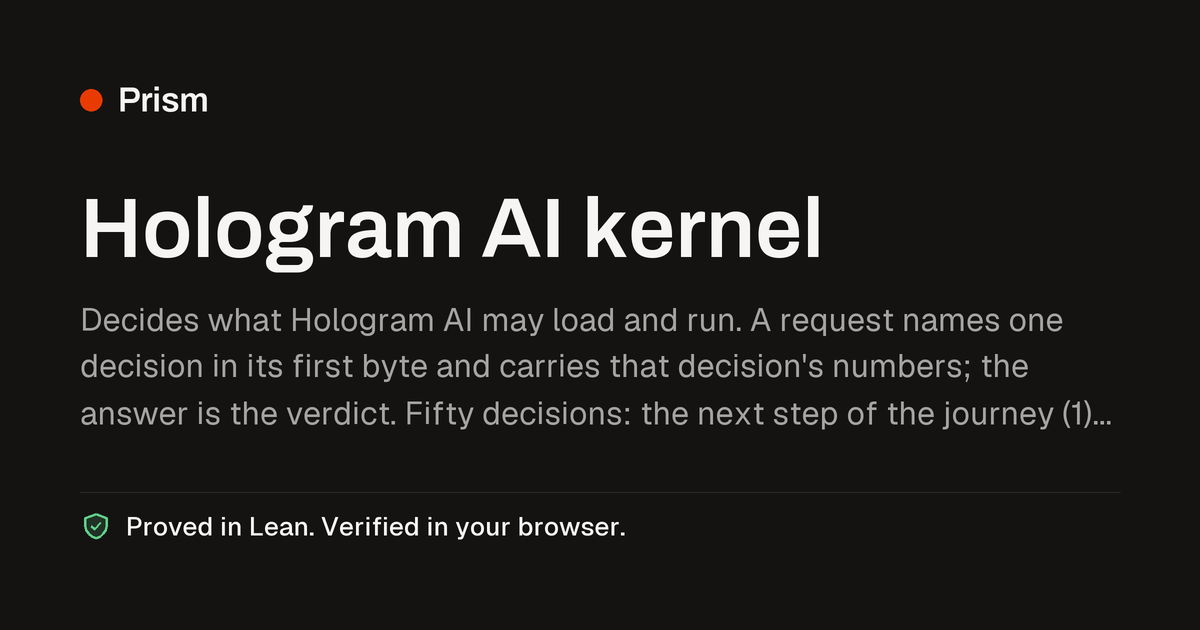 Prism
Hologram AI kernel
Decides what Hologram AI may load and run. A request names one
decision in its first byte and carries that decision's numbers; the
answer is the verdict. Fifty decisions: the next step of the journey (1)...
Proved in Lean. Verified in your browser.